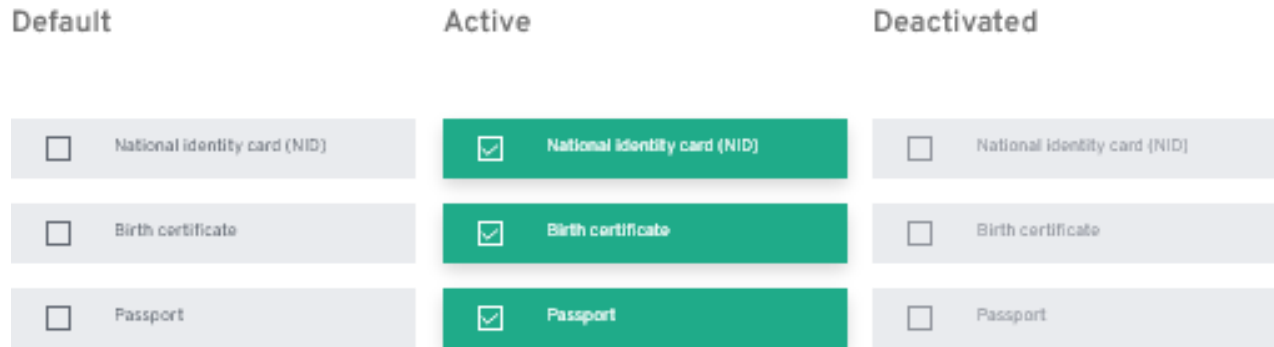 Default
Active
Deactivated
National identity card (NID)
National identity card (NID)
National identity card (NID)
Birth certificate
Birth certificate
Birth certificate
Passport
Passport
Passport